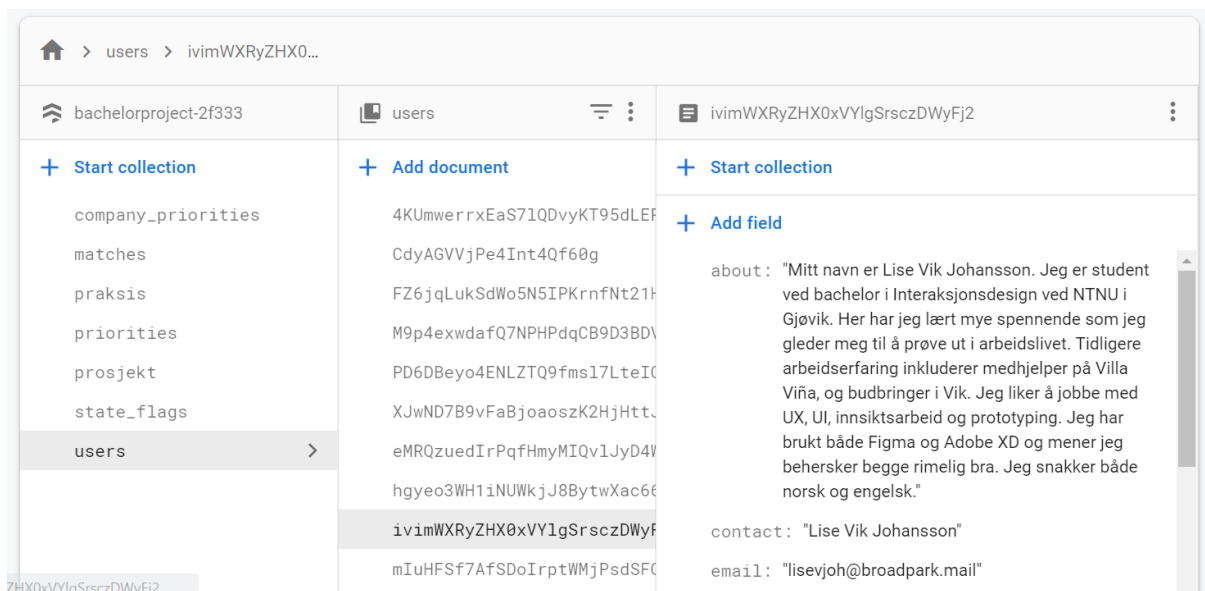 users
ivimWXRyZHX0…
bachelorproject-2f333
users
ivimWXRyZHX0xVYlgSrsczDWyFj2
Start collection
Add document
Start collection
company_priorities
matches
praksis
priorities
prosjekt
state_flags
users
4KUmwerrxEaS7lQDvyKT95dLEF
CdyAGVVjPe4Int4Qf60g
FZ6jqLukSdWo5N5IPKrnfNt21H
M9p4exwdafQ7NPHPdqCB9D3BDV
PD6DBeyo4ENLZTQ9fmsl7LteIC
XJwND7B9vFaBjoaoszK2HjHttJ
eMRQzuedIrPqfHmyMIQvlJyD4W
hgyeo3WH1iNUWkjJ8BytwXac66
ivimWXRyZHX0xVYlgSrsczDWyF
mIuHFSf7AfSDoIrptWMjPsdSFC
Add field
about: "Mitt navn er Lise Vik Johansson. Jeg er student
ved bachelor i Interaksjonsdesign ved NTNU i
Gjøvik. Her har jeg lært mye spennende som jeg
gleder meg til å prøve ut i arbeidslivet. Tidligere
arbeidserfaring inkluderer medhjelper på Villa
Viña, og budbringer i Vik. Jeg liker å jobbe med
UX, UI, innsiktsarbeid og prototyping. Jeg har
brukt både Figma og Adobe XD og mener jeg
behersker begge rimelig bra. Jeg snakker både
norsk og engelsk."
contact: "Lise Vik Johansson"
email: "lisevjoh@broadpark.mail"
ZHX0xVYlgSrsczDWyFj2